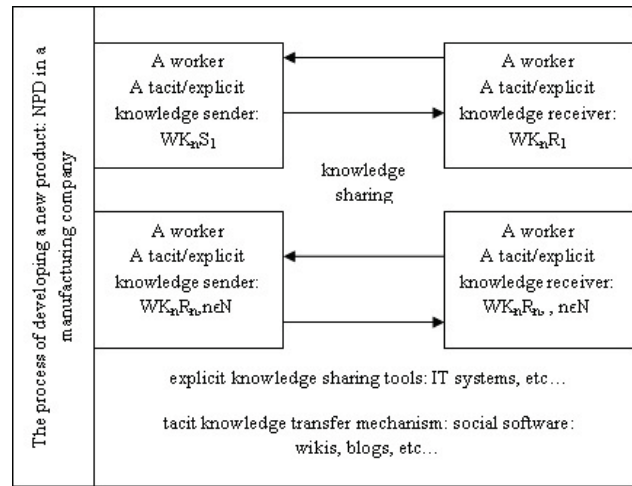 The process of developing a new product: NPD in a
manufacturing company
A worker
A tacit/explicit
knowledge sender:
WKₙS₁
A worker
A tacit/explicit
knowledge receiver:
WKₙR₁
knowledge
sharing
A worker
A tacit/explicit
knowledge sender:
WKₙRₙ,nϵN
A worker
A tacit/explicit
knowledge receiver:
WKₙRₙ, , nϵN
explicit knowledge sharing tools: IT systems, etc…
tacit knowledge transfer mechanism: social software:
wikis, blogs, etc…